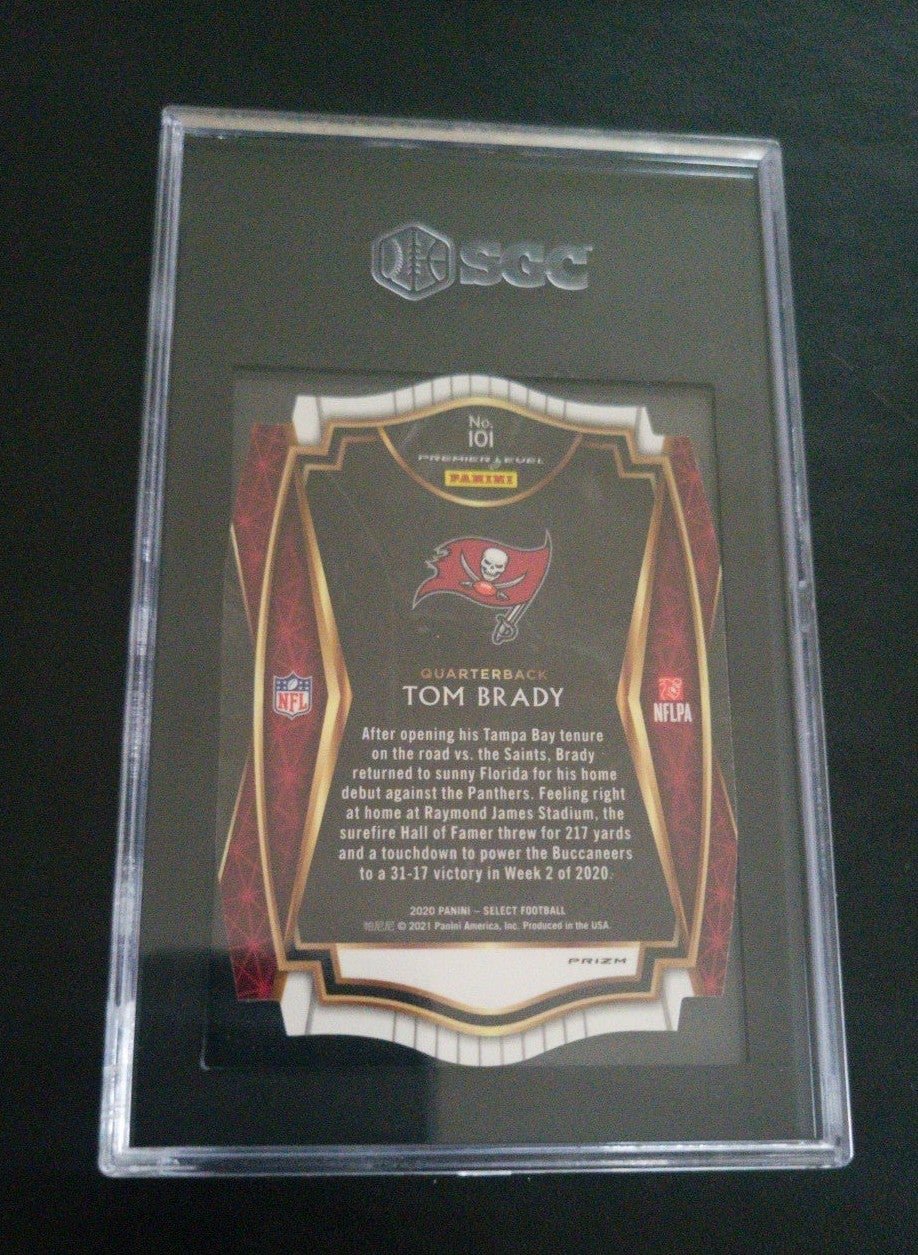 SGC
No.
101
PREMIER LEVEL
PANINI
QUARTERBACK
TOM BRADY
NFL
NFLPA
After opening his Tampa Bay tenure
on the road vs. the Saints, Brady
returned to sunny Florida for his home
debut against the Panthers. Feeling right
at home at Raymond James Stadium, the
surefire Hall of Famer threw for 217 yards
and a touchdown to power the Buccaneers
to a 31-17 victory in Week 2 of 2020.
2020 PANINI – SELECT FOOTBALL
帕尼尼 © 2021 Panini America, Inc. Produced in the USA.
PRIZM